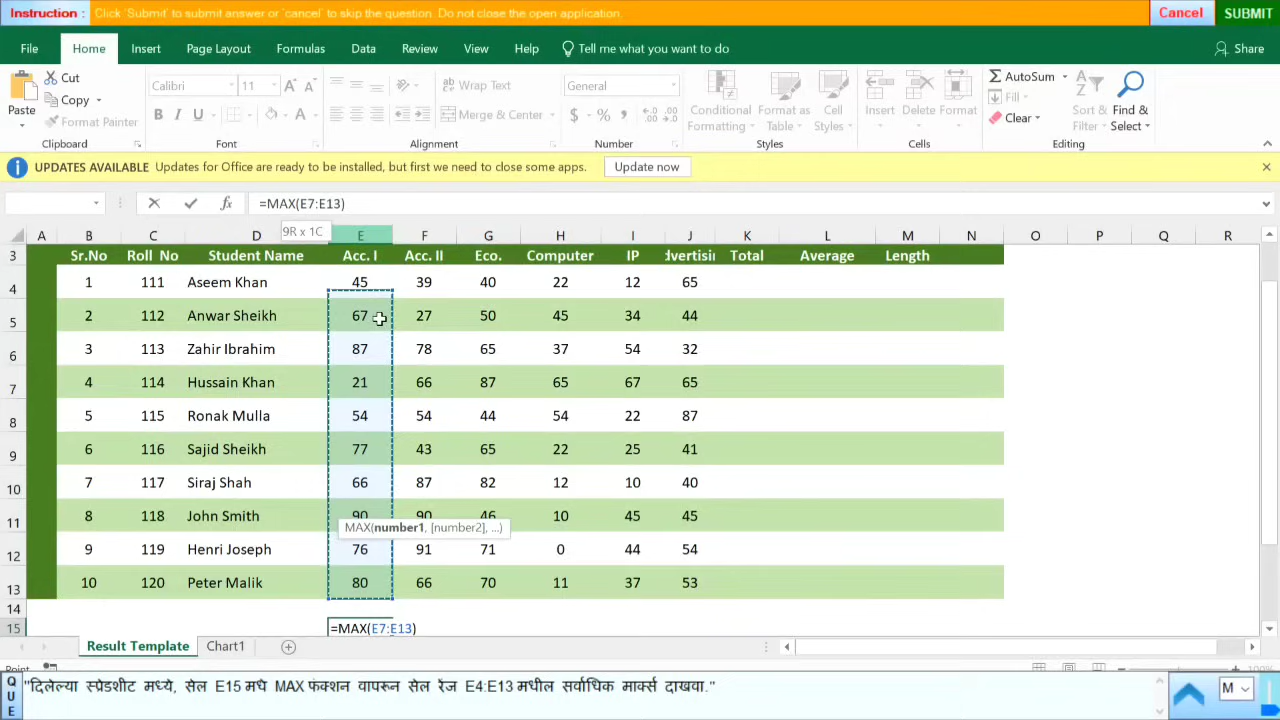 Instruction : Click 'Submit' to submit answer or 'cancel' to skip the question. Do not close the open application. Cancel SUBMIT
File Home Insert Page Layout Formulas Data Review View Help Tell me what you want to do Share
Cut Calibri 11 Wrap Text General AutoSum
Paste Copy Fill
Format Painter Merge & Center Clear
Conditional Formatting Format as Table Cell Styles Insert Delete Format Sort & Filter Find & Select
Clipboard Font Alignment Number Styles Cells Editing
UPDATES AVAILABLE Updates for Office are ready to be installed, but first we need to close some apps. Update now
fx =MAX(E7:E13)
9R x 1C
A B C D E F G H I J K L M N O P Q R
3 Sr.No Roll No Student Name Acc. I Acc. II Eco. Computer IP dvertisi Total Average Length
4 1 111 Aseem Khan 45 39 40 22 12 65
5 2 112 Anwar Sheikh 67 27 50 45 34 44
6 3 113 Zahir Ibrahim 87 78 65 37 54 32
7 4 114 Hussain Khan 21 66 87 65 67 65
8 5 115 Ronak Mulla 54 54 44 54 22 87
9 6 116 Sajid Sheikh 77 43 65 22 25 41
10 7 117 Siraj Shah 66 87 82 12 10 40
11 8 118 John Smith 90 90 46 10 45 45
MAX(number1, [number2], ...)
12 9 119 Henri Joseph 76 91 71 0 44 54
13 10 120 Peter Malik 80 66 70 11 37 53
14
15 =MAX(E7:E13)
Result Template Chart1
Point 100%
QUE "दिलेल्या स्प्रेडशीट मध्ये, सेल E15 मधे MAX फंक्शन वापरून सेल रेंज E4:E13 मधील सर्वाधिक मार्क्स दाखवा." M